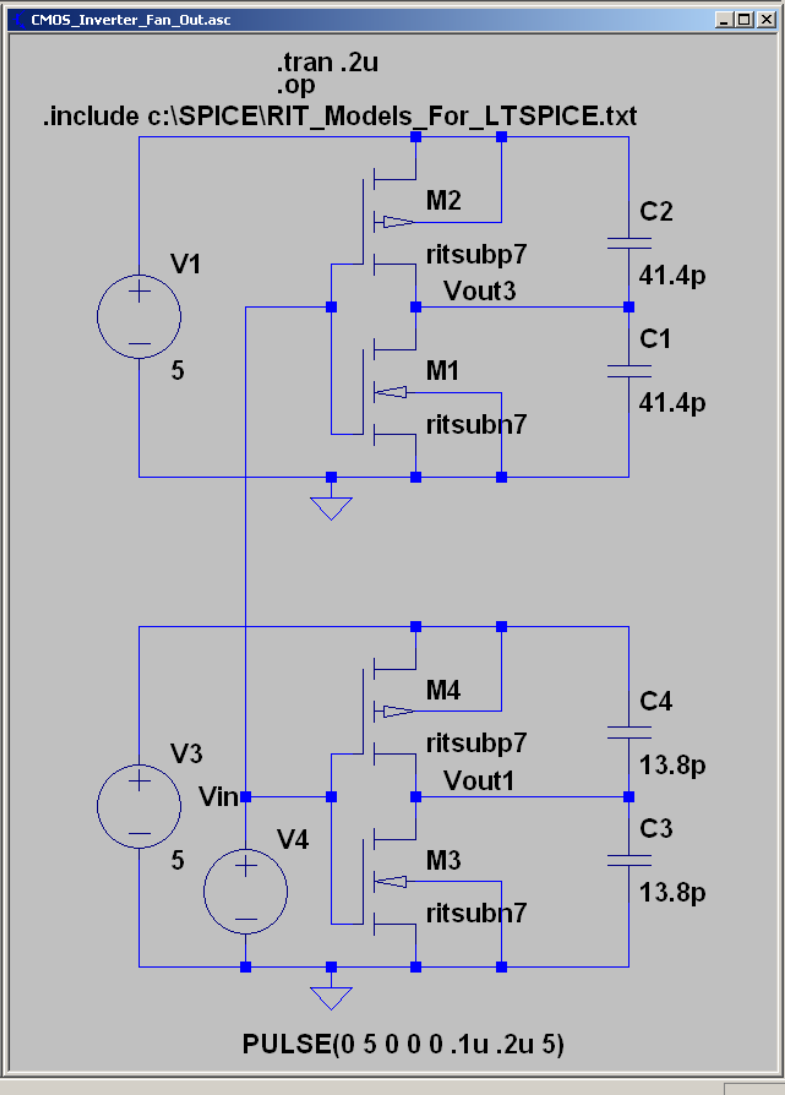 CMOS_Inverter_Fan_Out.asc
.tran .2u
.op
.include c:\SPICE\RIT_Models_For_LTSPICE.txt
M2
C2
ritsubp7
41.4p
V1
Vout3
C1
5
M1
41.4p
ritsubn7
M4
C4
V3
ritsubp7
13.8p
Vin
Vout1
V4
C3
5
M3
13.8p
ritsubn7
PULSE(0 5 0 0 0 .1u .2u 5)